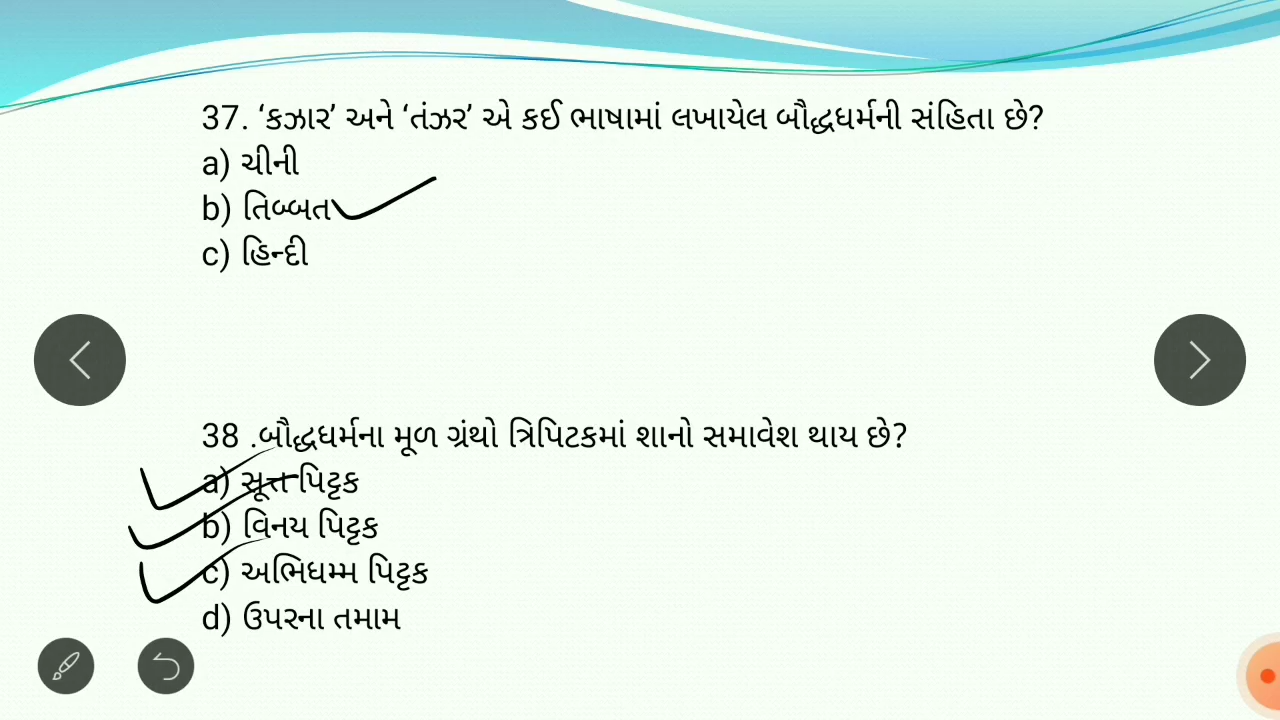 37. ‘કઝાર’ અને ‘તંઝર’ એ કઈ ભાષામાં લખાયેલ બૌદ્ધધર્મની સંહિતા છે?
a) ચીની
b) તિબ્બત
c) હિન્દી
38 .બૌદ્ધધર્મના મૂળ ગ્રંથો ત્રિપિટકમાં શાનો સમાવેશ થાય છે?
a) સૂત્ત પિટ્ટક
b) વિનય પિટ્ટક
c) અભિધમ્મ પિટ્ટક
d) ઉપરના તમામ